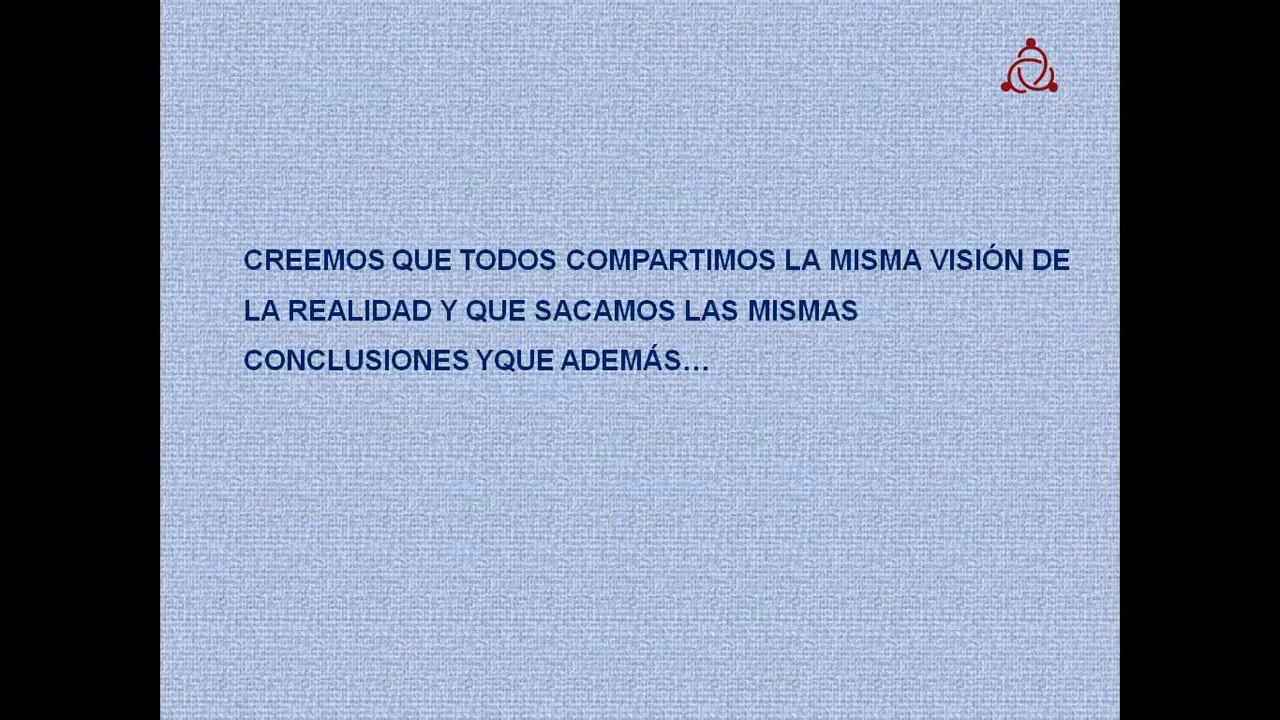 CREEMOS QUE TODOS COMPARTIMOS LA MISMA VISIÓN DE
LA REALIDAD Y QUE SACAMOS LAS MISMAS
CONCLUSIONES YQUE ADEMÁS…